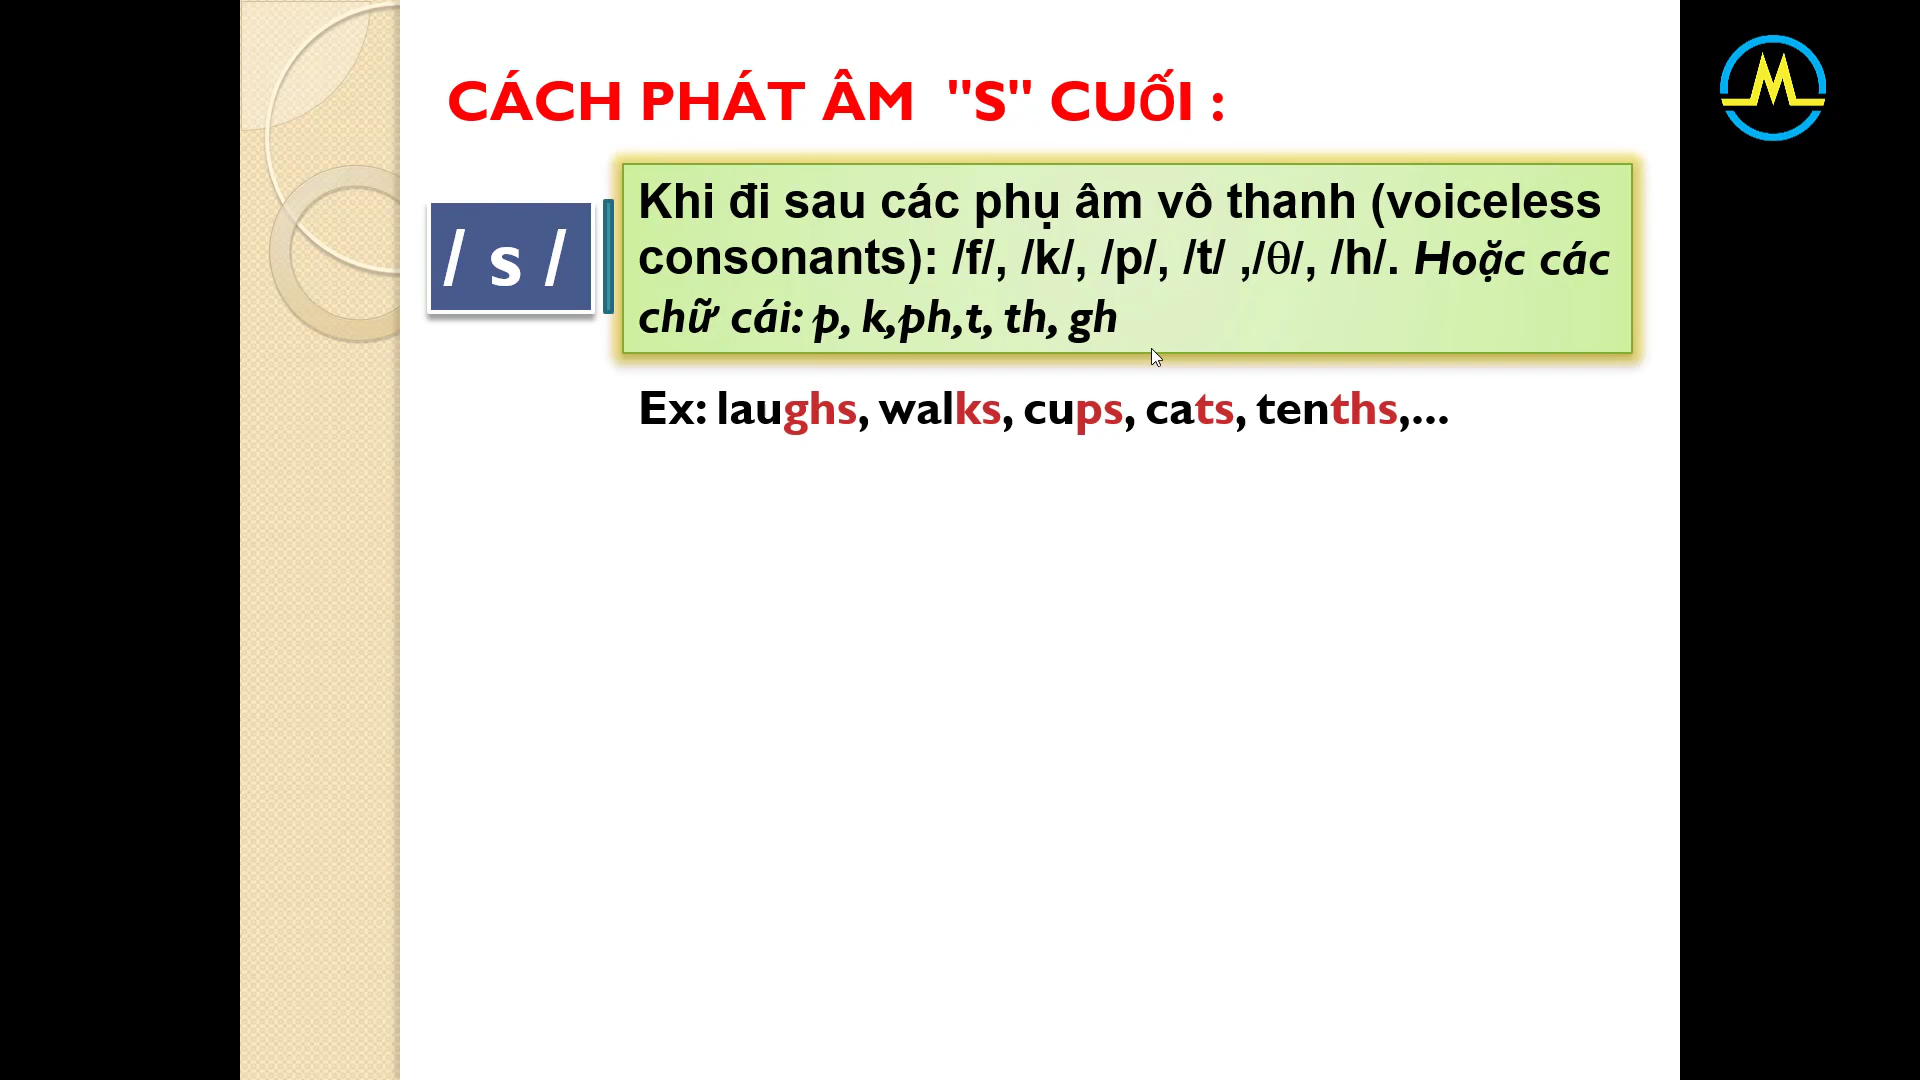 CÁCH PHÁT ÂM "S" CUỐI :
/ s /
Khi đi sau các phụ âm vô thanh (voiceless
consonants): /f/, /k/, /p/, /t/ ,/θ/, /h/. Hoặc các
chữ cái: p, k,ph,t, th, gh
Ex: laughs, walks, cups, cats, tenths,...